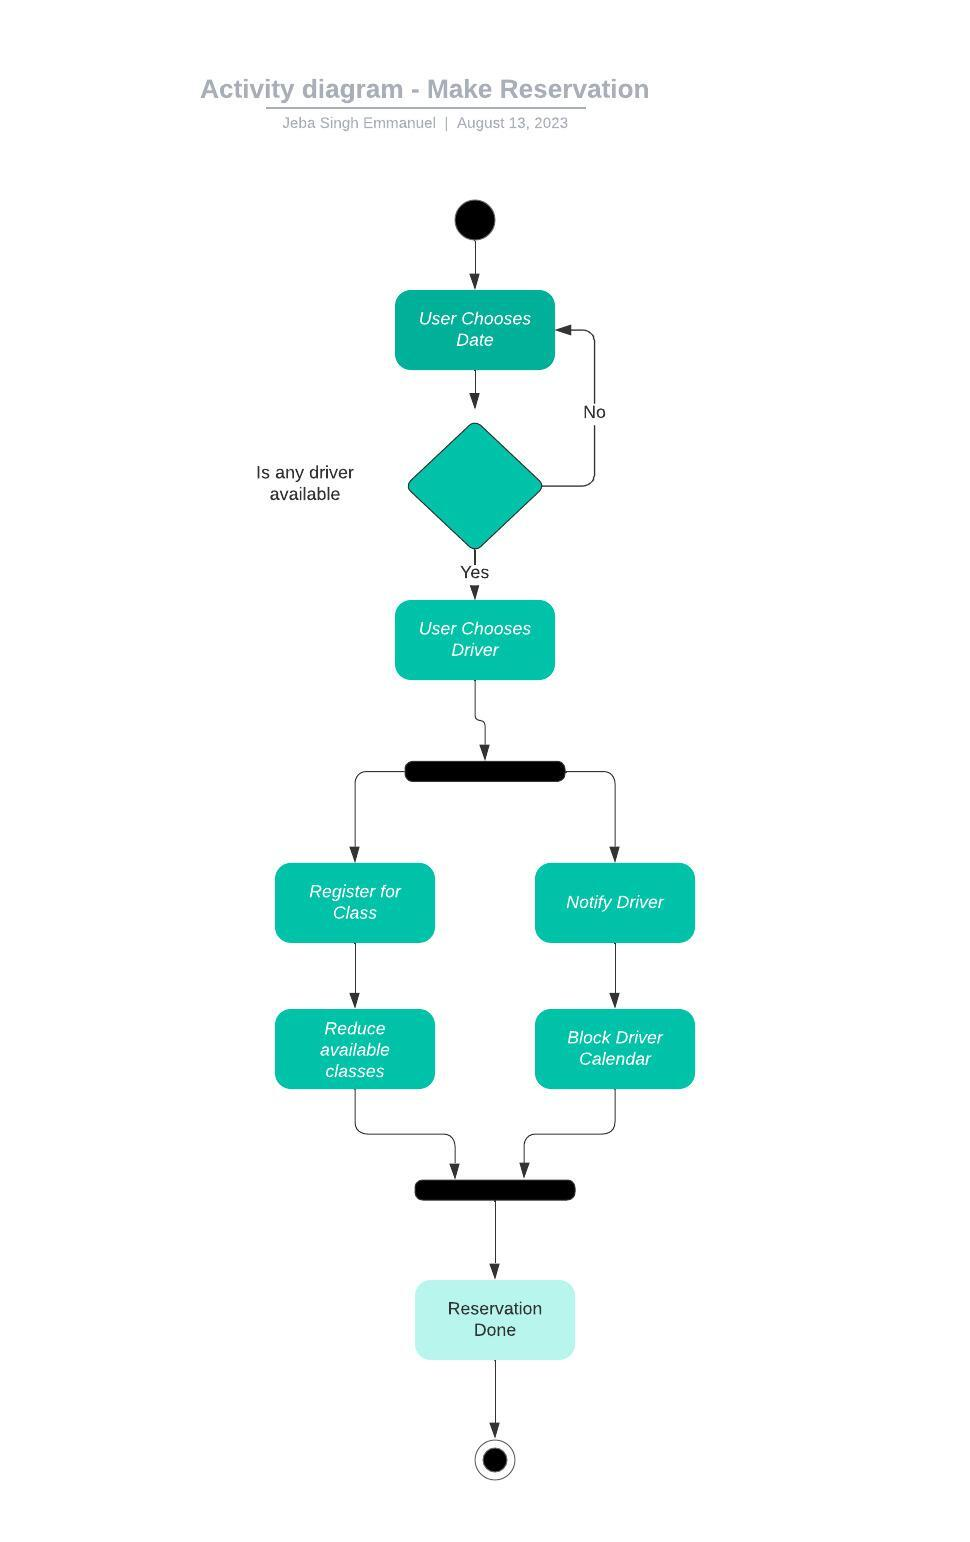 Activity diagram - Make Reservation
Jeba Singh Emmanuel | August 13, 2023
User Chooses
Date
No
Is any driver
available
Yes
User Chooses
Driver
Register for
Class
Notify Driver
Reduce
available
classes
Block Driver
Calendar
Reservation
Done